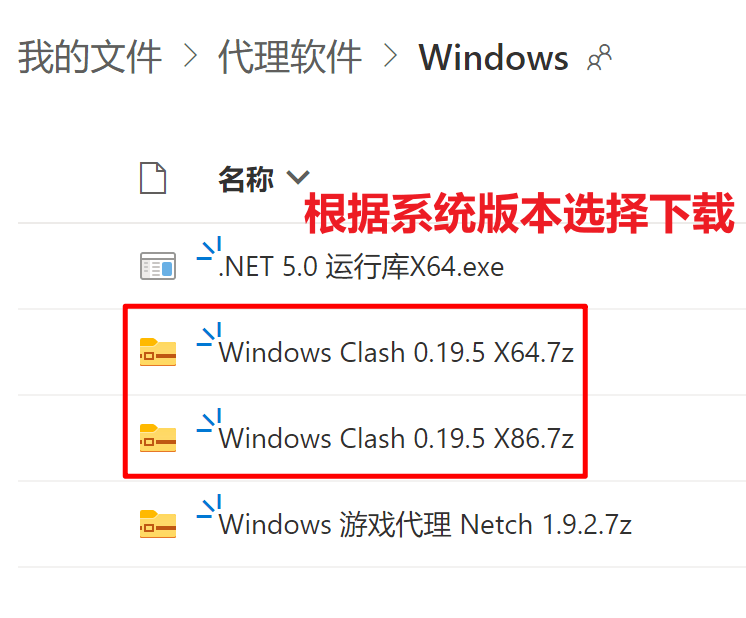 我的文件 > 代理软件 > Windows
名称
根据系统版本选择下载
.NET 5.0 运行库X64.exe
Windows Clash 0.19.5 X64.7z
Windows Clash 0.19.5 X86.7z
Windows 游戏代理 Netch 1.9.2.7z